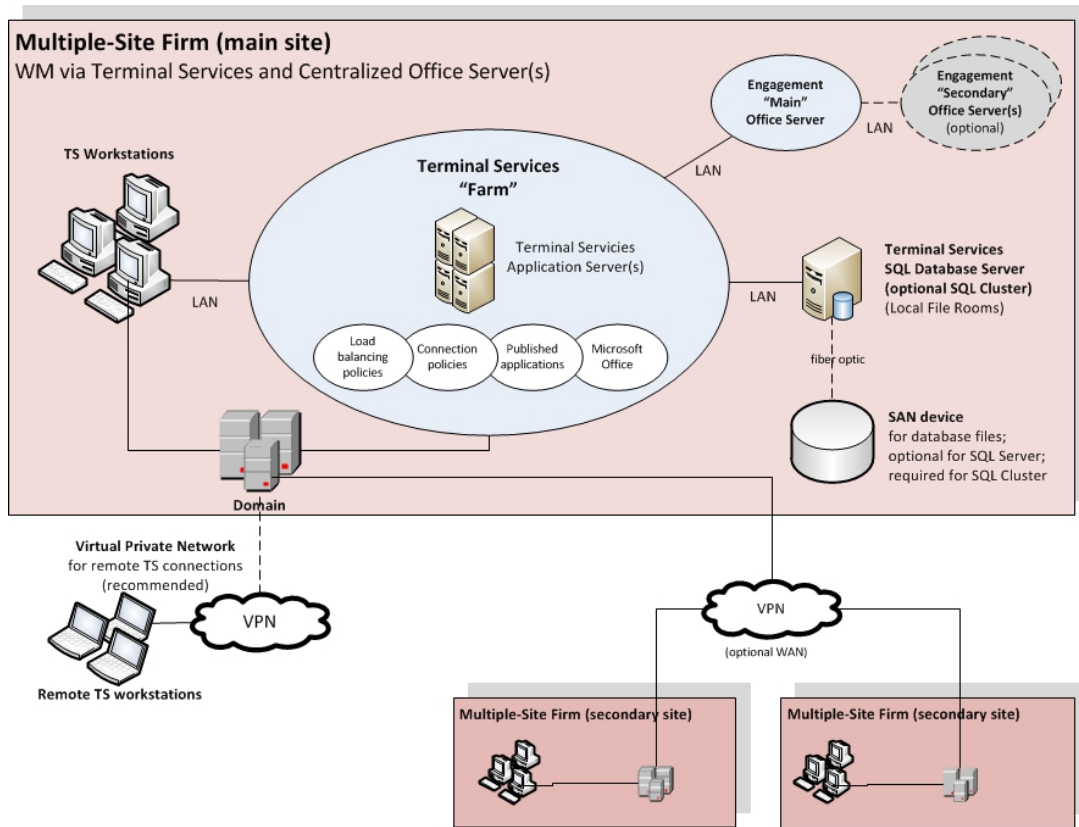 Multiple-Site Firm (main site)
WM via Terminal Services and Centralized Office Server(s)
Engagement
"Main"
Office Server
LAN
Engagement
"Secondary"
Office Server(s)
(optional)
TS Workstations
LAN
Terminal Services
"Farm"
Terminal Servicies
Application Server(s)
Load
balancing
policies
Connection
policies
Published
applications
Microsoft
Office
LAN
LAN
Terminal Services
SQL Database Server
(optional SQL Cluster)
(Local File Rooms)
fiber optic
SAN device
for database files;
optional for SQL Server;
required for SQL Cluster
Domain
Virtual Private Network
for remote TS connections
(recommended)
VPN
Remote TS workstations
VPN
(optional WAN)
Multiple-Site Firm (secondary site)
Multiple-Site Firm (secondary site)